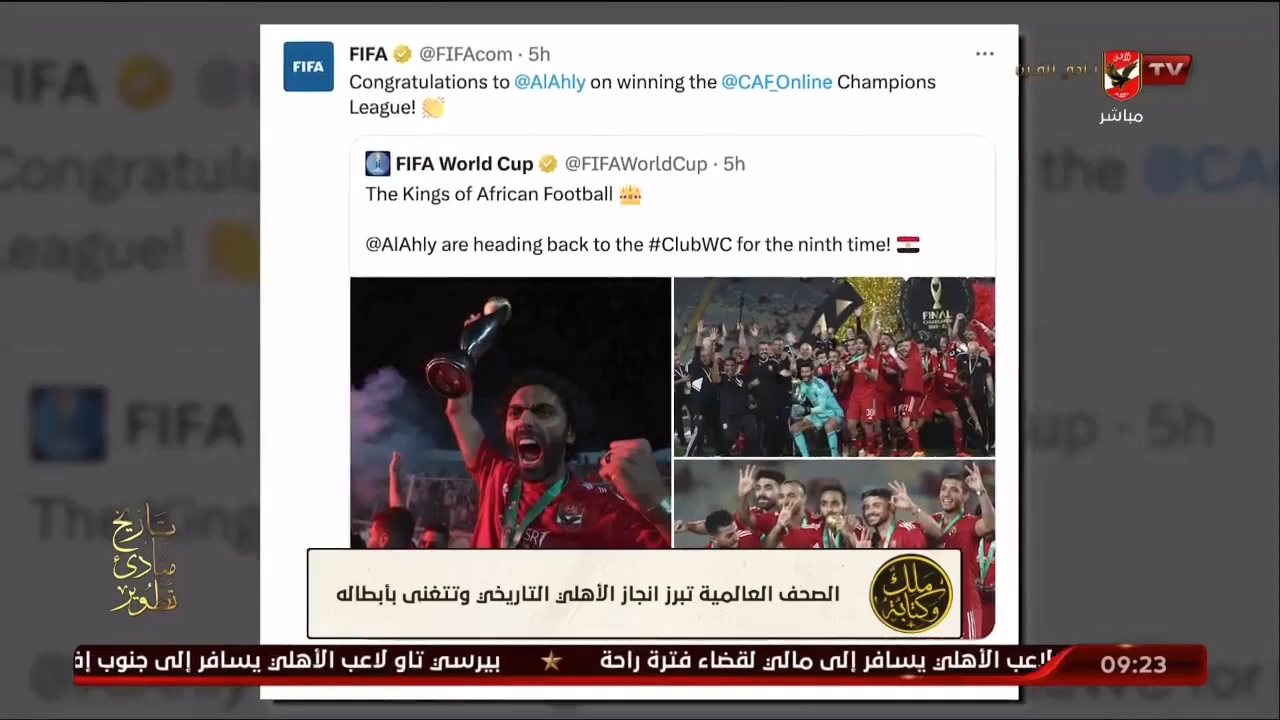 FIFA @FIFAcom · 5h
Congratulations to @AlAhly on winning the @CAF_Online Champions
League! 👏
FIFA World Cup @FIFAWorldCup · 5h
The Kings of African Football 👑
@AlAhly are heading back to the #ClubWC for the ninth time! 🇪🇬
FIFA
TV
مباشر
FINAL
30
تاريخ
مبادئ
تطوير
ملك
وكتابة
الصحف العالمية تبرز انجاز الأهلي التاريخي وتتغنى بأبطاله
لاعب الأهلي يسافر إلى مالي لقضاء فترة راحة ★ بيرسي تاو لاعب الأهلي يسافر إلى جنوب إف
09:23